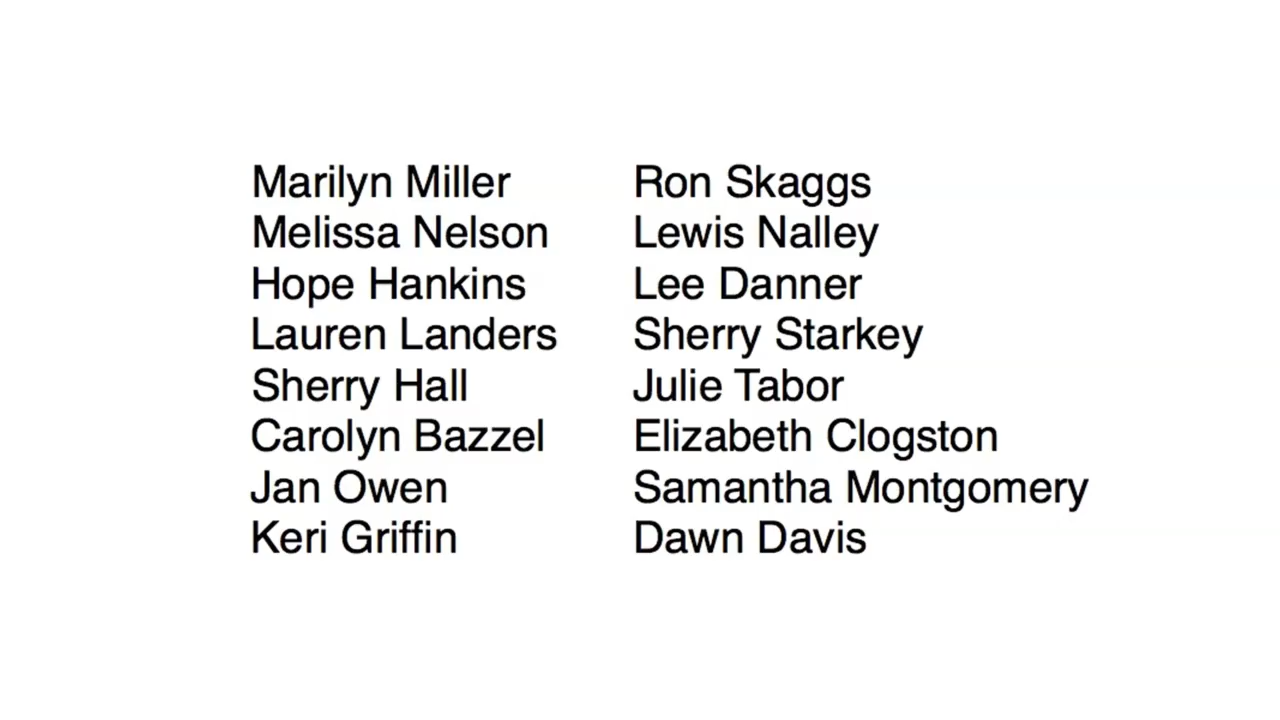 Marilyn Miller
Melissa Nelson
Hope Hankins
Lauren Landers
Sherry Hall
Carolyn Bazzel
Jan Owen
Keri Griffin
Ron Skaggs
Lewis Nalley
Lee Danner
Sherry Starkey
Julie Tabor
Elizabeth Clogston
Samantha Montgomery
Dawn Davis